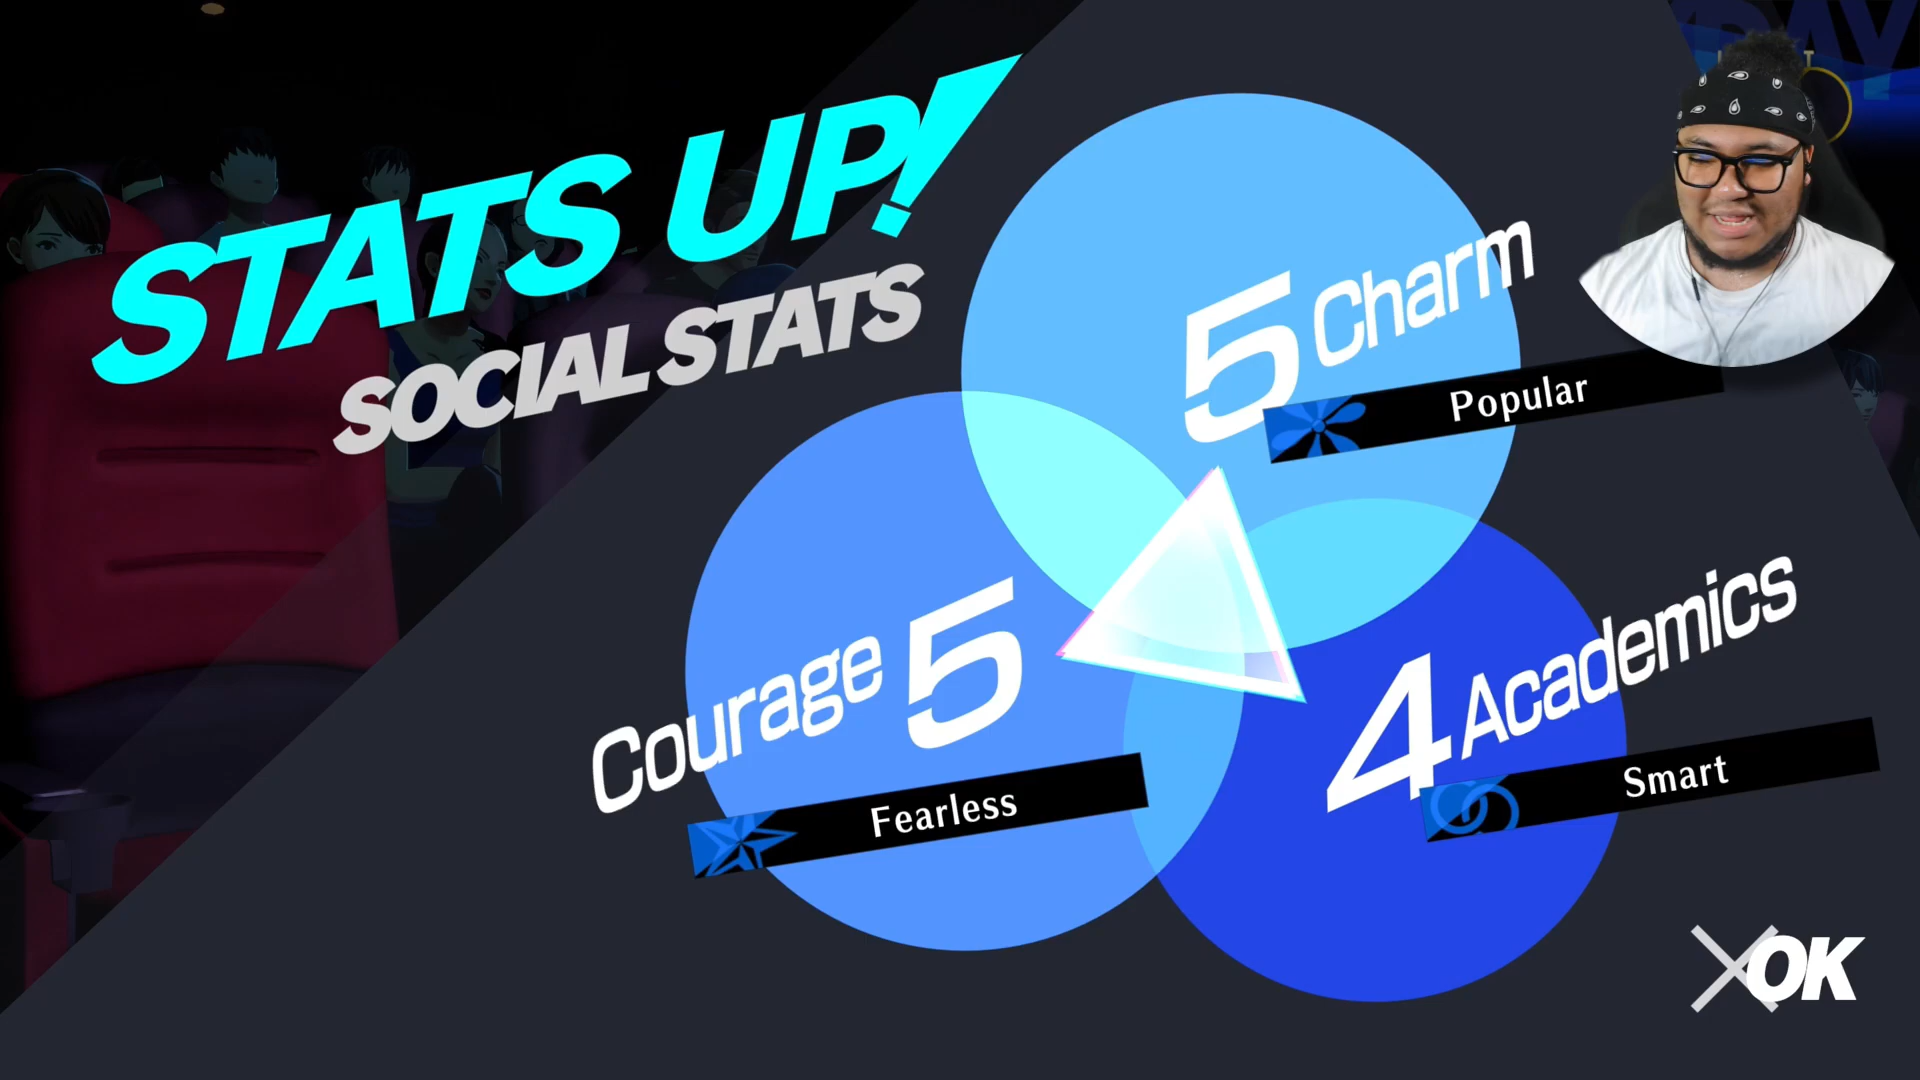 STATS UP!
SOCIAL STATS
5 Charm
Popular
Courage 5
Fearless
4 Academics
Smart
OK